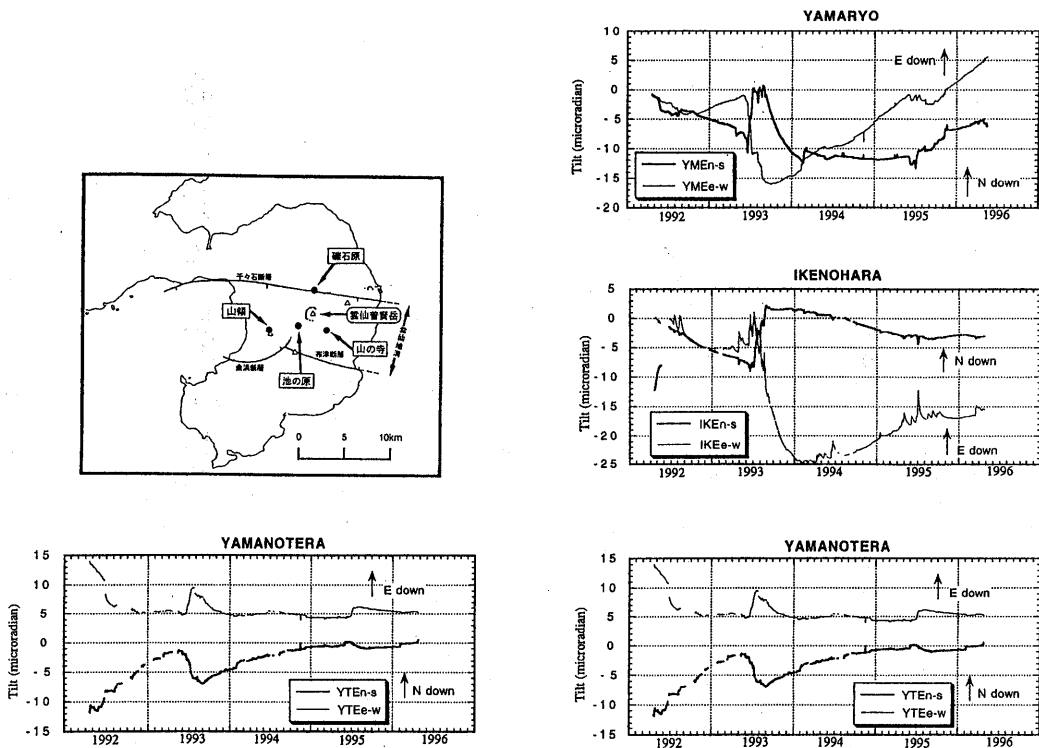 礫石原
千々石断層
山領
雲仙普賢岳
山の寺
布津断層
金浜断層
池の原
0 5 10km
YAMARYO
Tilt (microradian)
10
5
0
-5
-10
-15
-20
E down
N down
YMEn-s
YMEe-w
1992 1993 1994 1995 1996
IKENOHARA
Tilt (microradian)
5
0
-5
-10
-15
-20
-25
N down
E down
IKEn-s
IKEe-w
1992 1993 1994 1995 1996
YAMANOTERA
Tilt (microradian)
15
10
5
0
-5
-10
-15
E down
N down
YTEn-s
YTEe-w
1992 1993 1994 1995 1996
YAMANOTERA
Tilt (microradian)
15
10
5
0
-5
-10
-15
E down
N down
YTEn-s
YTEe-w
1992 1993 1994 1995 1996